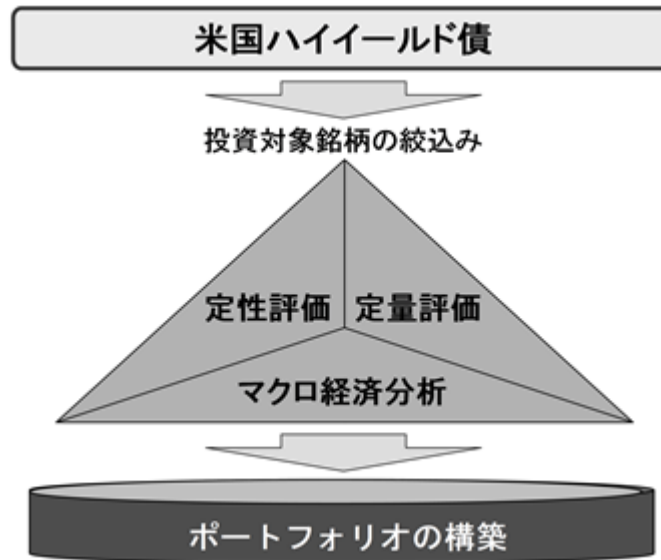 米国ハイイールド債
投資対象銘柄の絞込み
定性評価 定量評価
マクロ経済分析
ポートフォリオの構築